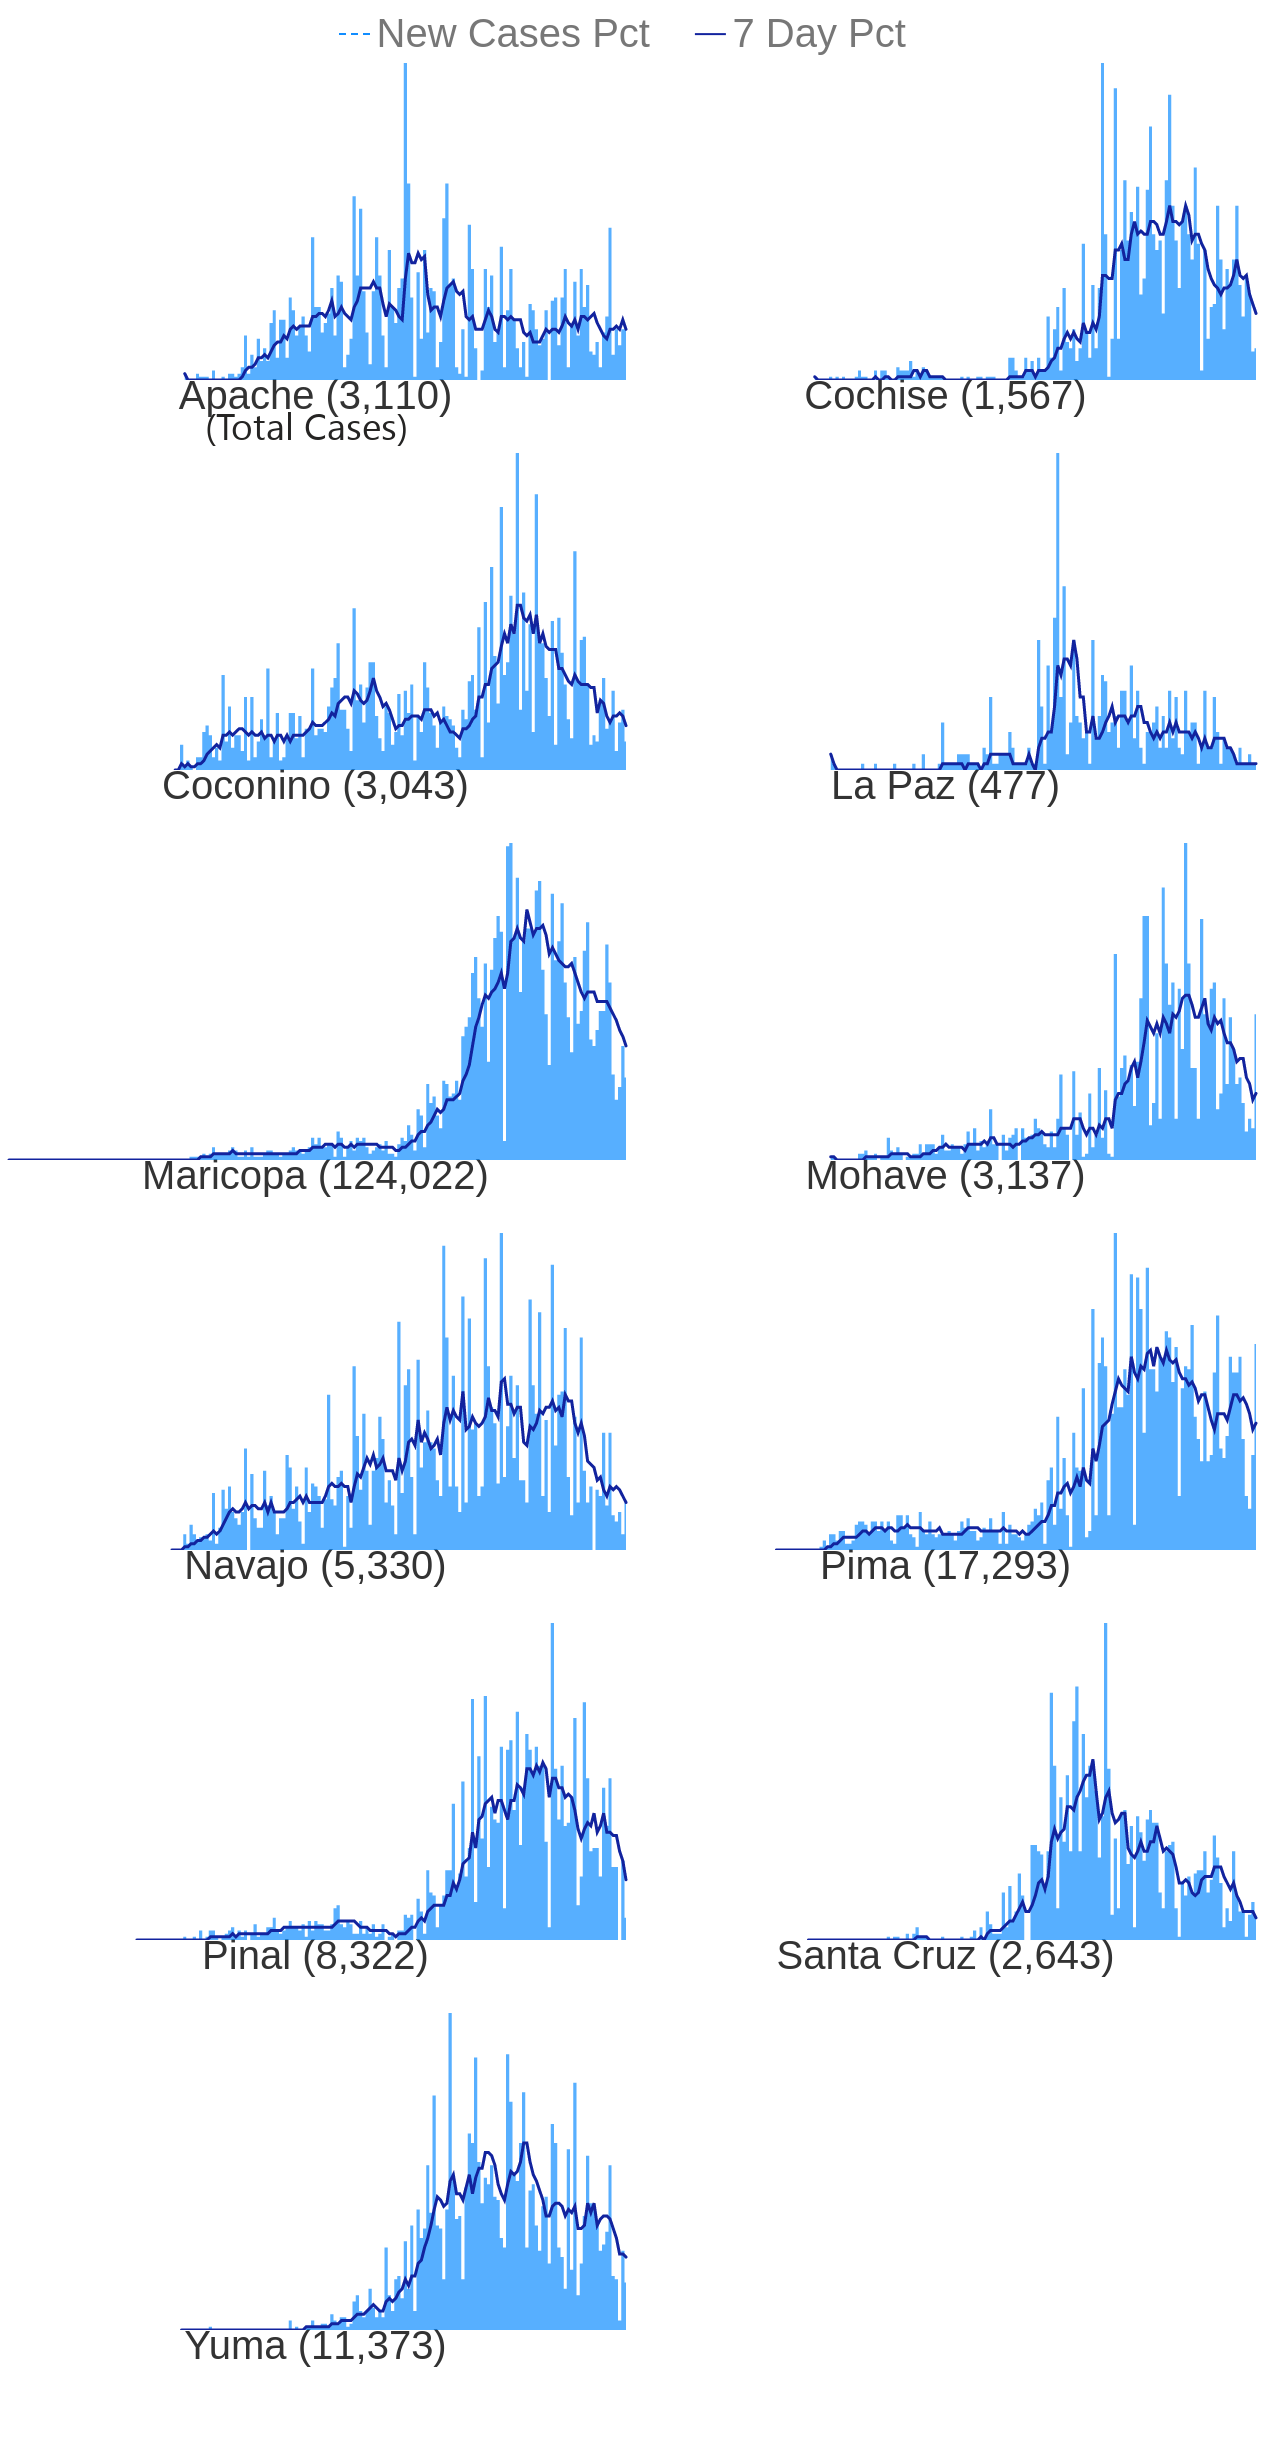 New Cases Pct 7 Day Pct
Apache (3,110) Cochise (1,567)
(Total Cases)
Coconino (3,043) La Paz (477)
Maricopa (124,022) Mohave (3,137)
Navajo (5,330) Pima (17,293)
Pinal (8,322) Santa Cruz (2,643)
Yuma (11,373)